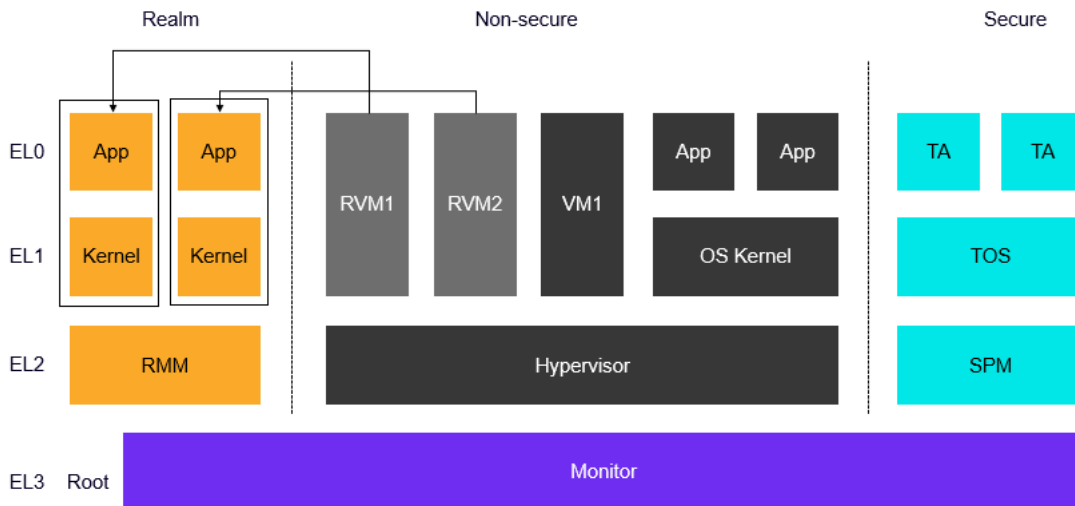 Realm Non-secure Secure
EL0 App App RVM1 RVM2 VM1 App App TA TA
EL1 Kernel Kernel OS Kernel TOS
EL2 RMM Hypervisor SPM
EL3 Root Monitor